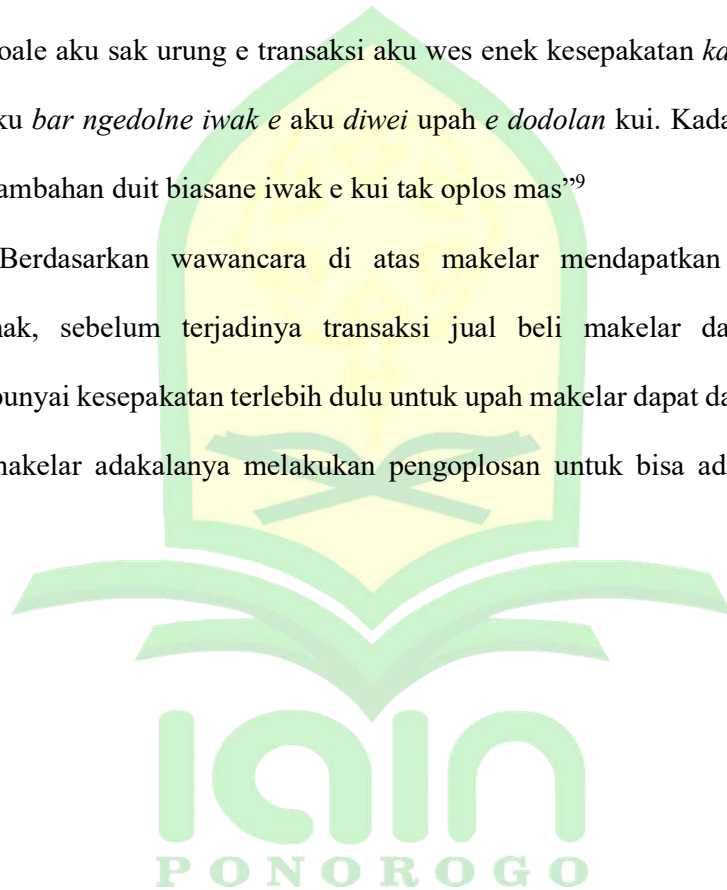 oale aku sak urung e transaksi aku wes enek kesepakatan
ku bar ngedolne iwak e aku diwei upah e dodolan kui. Kada
ambahan duit biasane iwak e kui tak oplos mas”9
Berdasarkan wawancara di atas makelar mendapatkan
nak, sebelum terjadinya transaksi jual beli makelar da
punyai kesepakatan terlebih dulu untuk upah makelar dapat da
makelar adakalanya melakukan pengoplosan untuk bisa ad
iain
PONOROGO